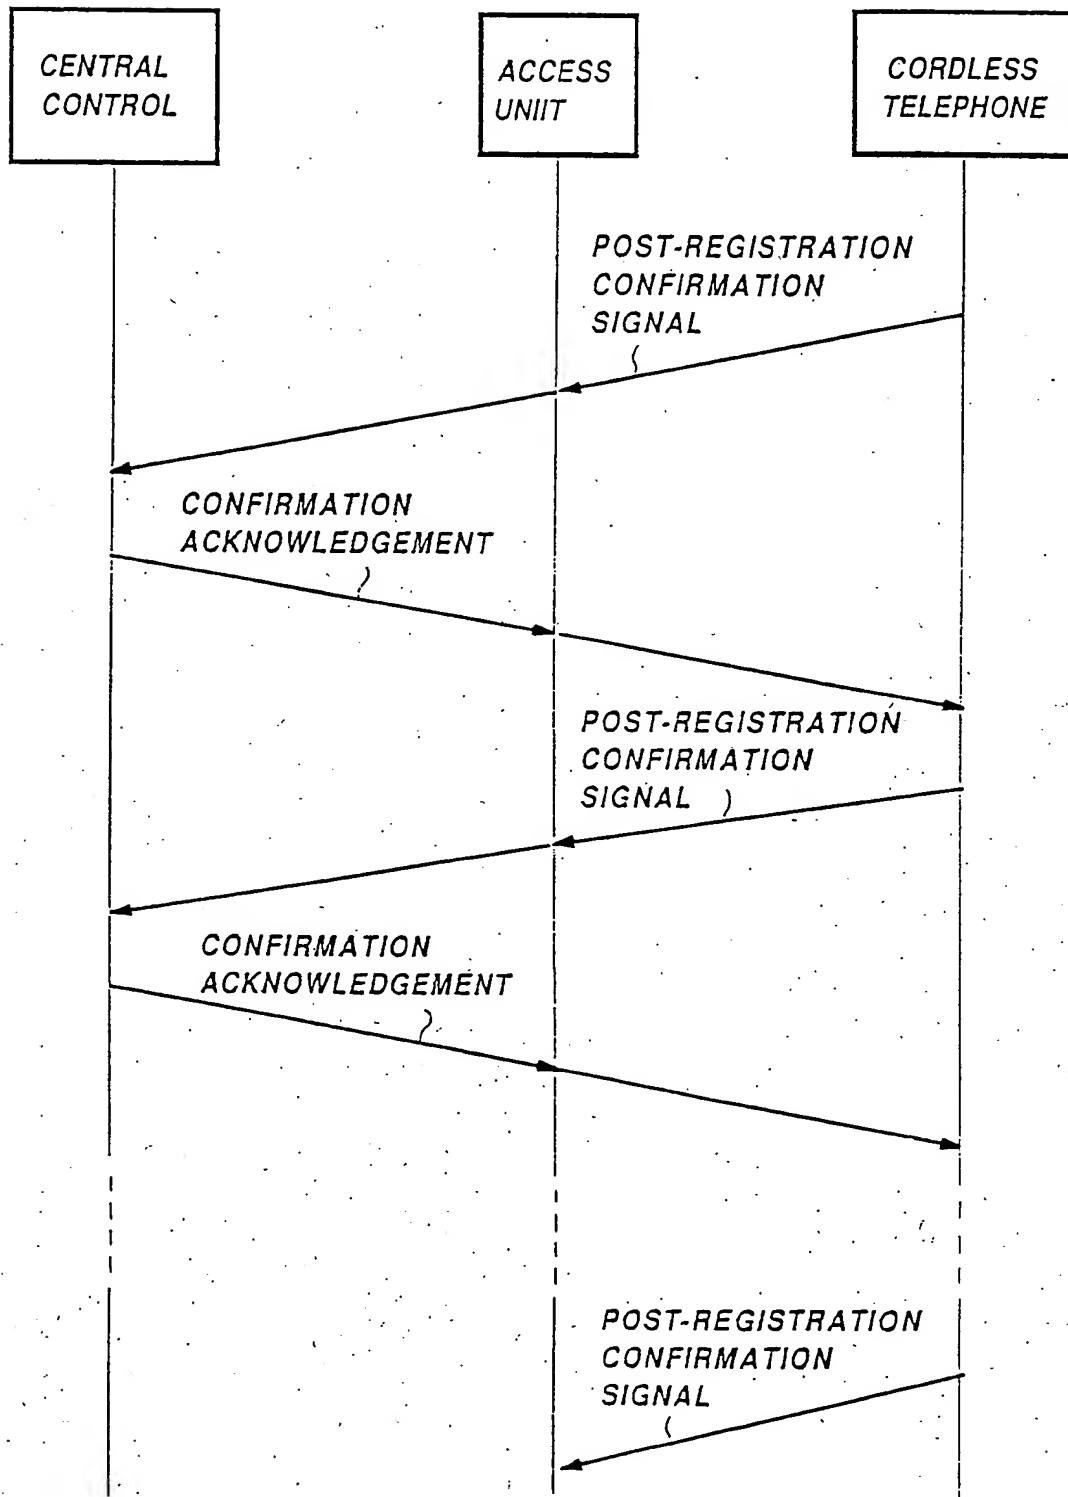 CENTRAL
CONTROL
ACCESS
UNIIT
CORDLESS
TELEPHONE
POST-REGISTRATION
CONFIRMATION
SIGNAL
CONFIRMATION
ACKNOWLEDGEMENT
POST-REGISTRATION
CONFIRMATION
SIGNAL
CONFIRMATION
ACKNOWLEDGEMENT
POST-REGISTRATION
CONFIRMATION
SIGNAL